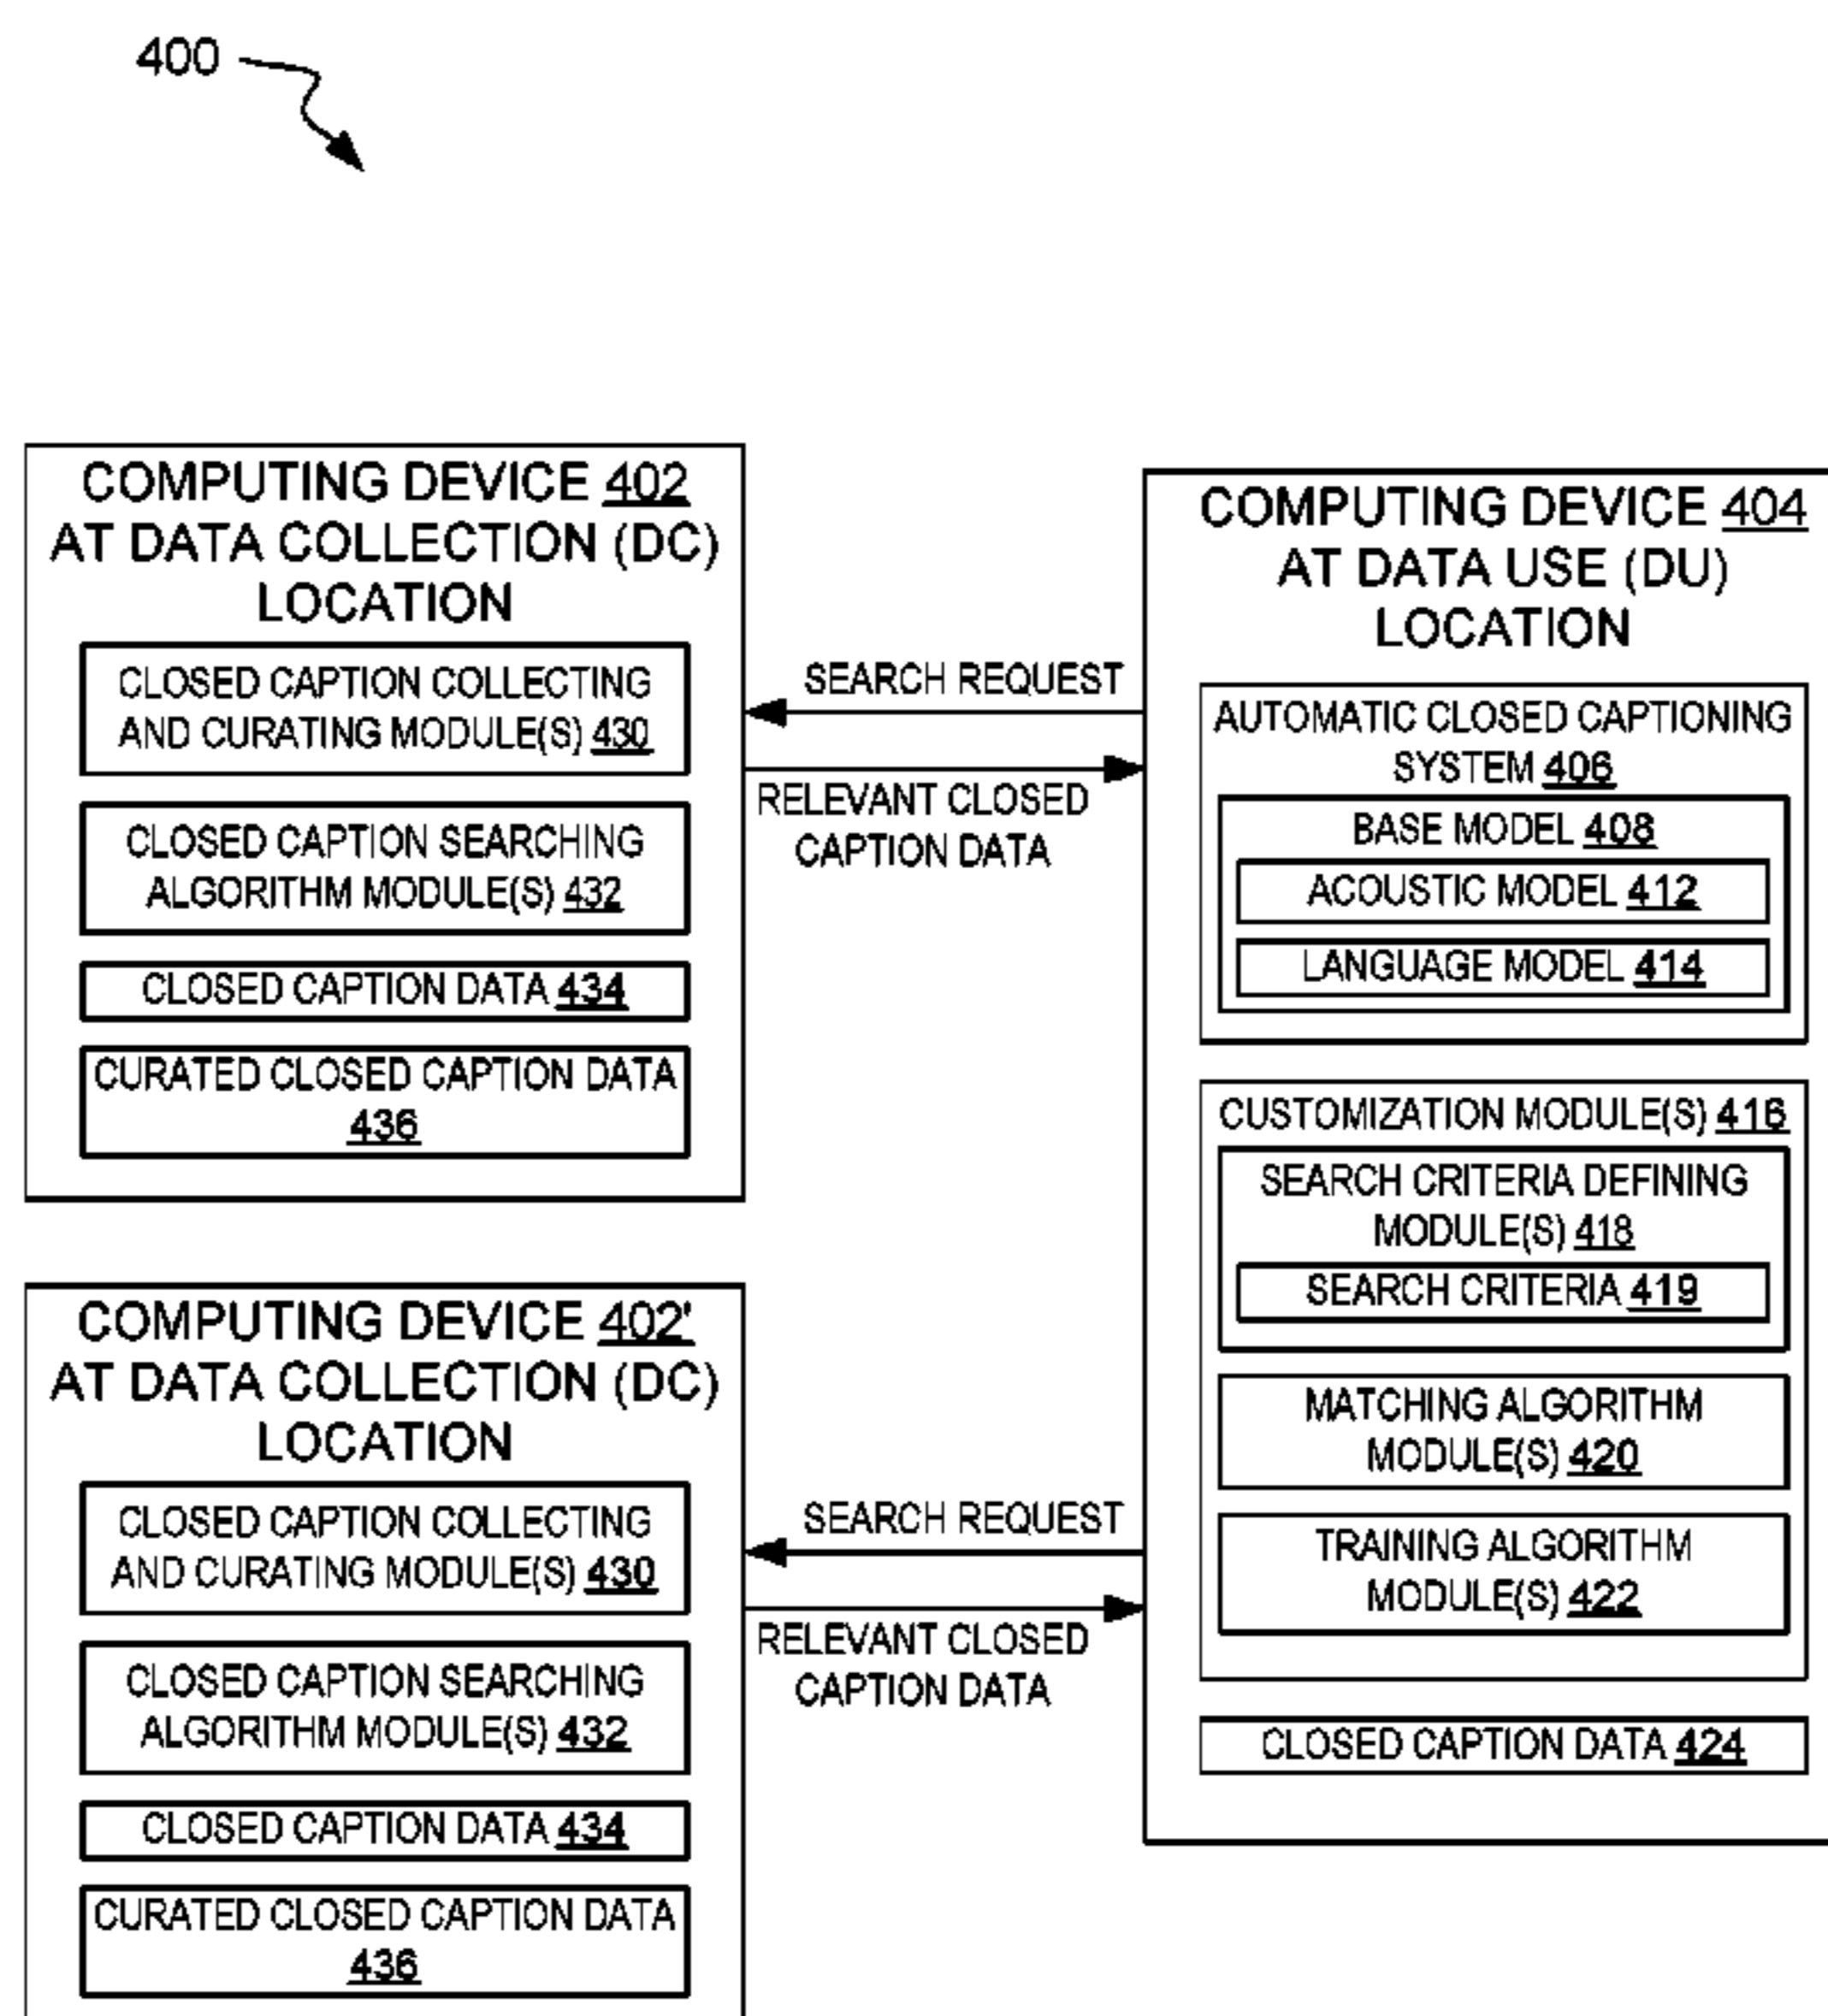 400
COMPUTING DEVICE 402
AT DATA COLLECTION (DC)
LOCATION
CLOSED CAPTION COLLECTING
AND CURATING MODULE(S) 430
CLOSED CAPTION SEARCHING
ALGORITHM MODULE(S) 432
CLOSED CAPTION DATA 434
CURATED CLOSED CAPTION DATA
436
SEARCH REQUEST
RELEVANT CLOSED
CAPTION DATA
COMPUTING DEVICE 404
AT DATA USE (DU)
LOCATION
AUTOMATIC CLOSED CAPTIONING
SYSTEM 406
BASE MODEL 408
ACOUSTIC MODEL 412
LANGUAGE MODEL 414
CUSTOMIZATION MODULE(S) 416
SEARCH CRITERIA DEFINING
MODULE(S) 418
SEARCH CRITERIA 419
MATCHING ALGORITHM
MODULE(S) 420
TRAINING ALGORITHM
MODULE(S) 422
CLOSED CAPTION DATA 424
COMPUTING DEVICE 402'
AT DATA COLLECTION (DC)
LOCATION
CLOSED CAPTION COLLECTING
AND CURATING MODULE(S) 430
CLOSED CAPTION SEARCHING
ALGORITHM MODULE(S) 432
CLOSED CAPTION DATA 434
CURATED CLOSED CAPTION DATA
436
SEARCH REQUEST
RELEVANT CLOSED
CAPTION DATA